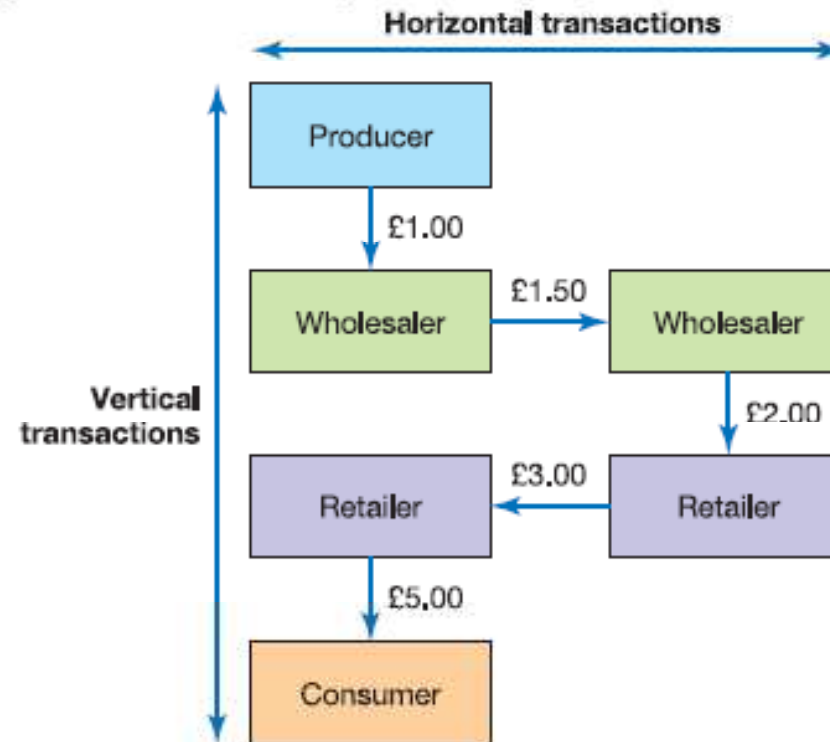 Horizontal transactions
Producer
£1.00
£1.50
Wholesaler
Wholesaler
Vertical
transactions
£2.00
£3.00
Retailer
Retailer
£5.00
Consumer